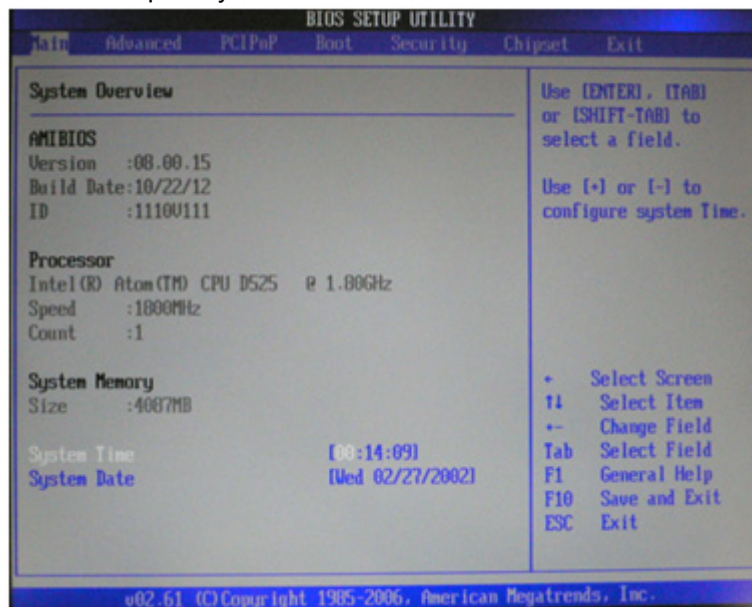 BIOS SETUP UTILITY
Main Advanced PCIPnP Boot Security Chipset Exit
System Overview
AMIBIOS
Version :08.00.15
Build Date:10/22/12
ID :1110V111
Processor
Intel(R) Atom(TM) CPU D525 @ 1.80GHz
Speed :1800MHz
Count :1
System Memory
Size :4087MB
System Time [00:14:09]
System Date [Wed 02/27/2002]
Use [ENTER], [TAB]
or [SHIFT-TAB] to
select a field.
Use [+] or [-] to
configure system Time.
← Select Screen
↑↓ Select Item
+- Change Field
Tab Select Field
F1 General Help
F10 Save and Exit
ESC Exit
v02.61 (C)Copyright 1985-2006, American Megatrends, Inc.